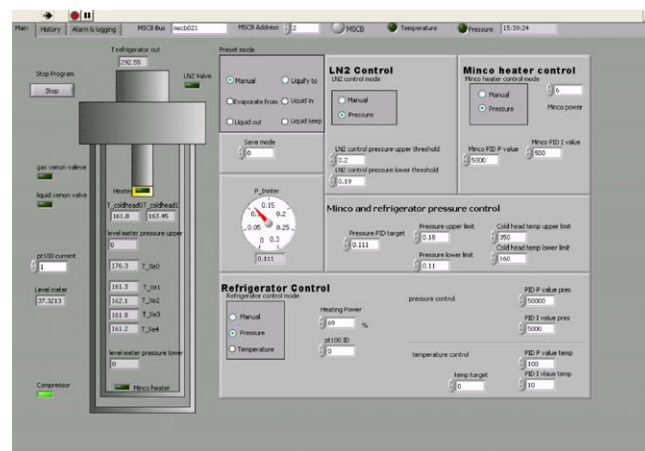 Main History Alarm & logging MSCB Bus mscb021 MSCB Address 2 MSCB Temperature Pressure 15:39:24
T refrigerator out
292.55
Stop Program
Stop
LN2 Valve
gas xenon valeve
liquid xenon valve
Heater
T_coldhead0 T_coldhead1
161.8 163.45
level meter pressure upper
0
pt100 current
1
176.3 T_Xe0
Level meter
37.3213
161.3 T_Xe1
162.1 T_Xe2
161.8 T_Xe3
161.2 T_Xe4
level meter pressure lower
0
Compressor
Minco heater
Preset mode
Manual Liquify to
Evaporate from Liquid in
Liquid out Liquid keep
Save mode
0
P_Inniter
0.15
0.1 0.2
0.05 0.25
0 0.3
0.111
LN2 Control
LN2 control mode
Manual
Pressure
LN2 control pressure upper threshold
0.2
LN2 control pressure lower threshold
0.19
Minco heater control
Minco heater control mode
Manual
Pressure
6
Minco power
Minco PID P value
5000
Minco PID I value
500
Minco and refrigerator pressure control
Pressure PID target
0.111
Pressure upper limit
0.18
Pressure lower limit
0.11
Cold head temp upper limit
350
Cold head temp lower limit
160
Refrigerator Control
Refrigerator control mode
Manual
Pressure
Temperature
Heating Power
69 %
pt100 ID
0
pressure control
PID P value pres
50000
PID I value pres
5000
temperature control
temp target
0
PID P value temp
100
PID I vlaue temp
10